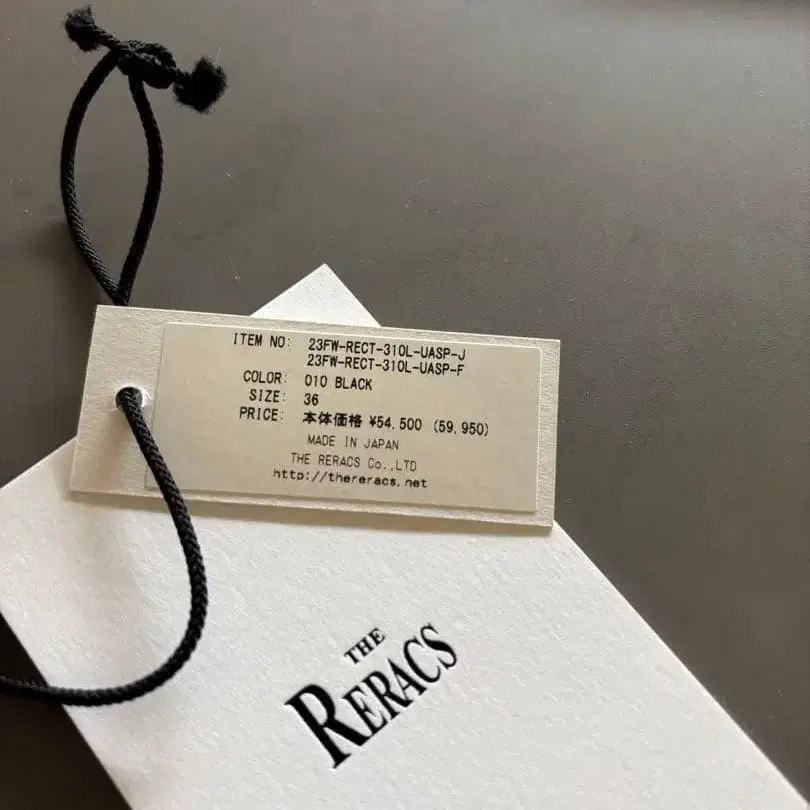 ITEM NO: 23FW-RECT-310L-UASP-J
23FW-RECT-310L-UASP-F
COLOR: 010 BLACK
SIZE: 36
PRICE: 本体価格 ¥54,500 (59,950)
MADE IN JAPAN
THE RERACS Co.,LTD
http://thereracs.net
THE
RERACS